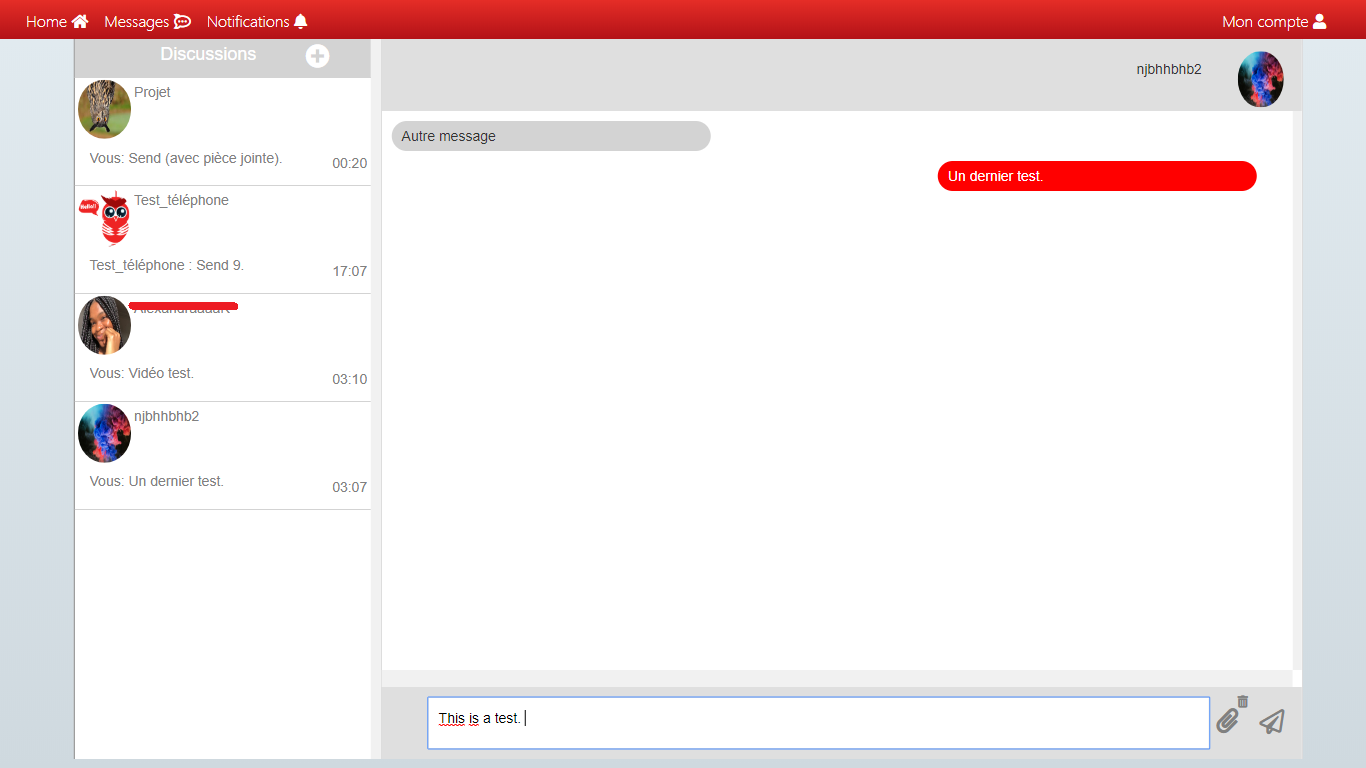 Home Messages Notifications Mon compte
Discussions
Projet
Vous: Send (avec pièce jointe). 00:20
Hello!
Test_téléphone
Test_téléphone : Send 9. 17:07
Vous: Vidéo test. 03:10
njbhhbhb2
Vous: Un dernier test. 03:07
njbhhbhb2
Autre message
Un dernier test.
This is a test.